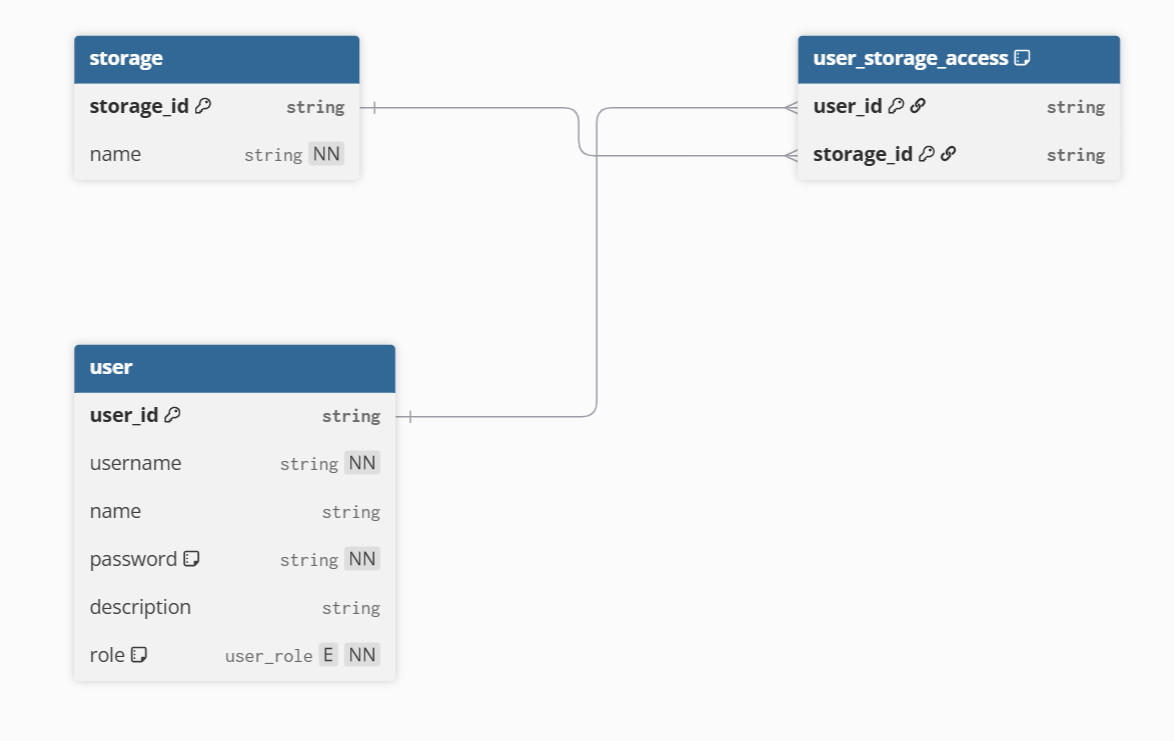 storage
storage_id string
name string NN
user_storage_access
user_id string
storage_id string
user
user_id string
username string NN
name string
password string NN
description string
role user_role E NN